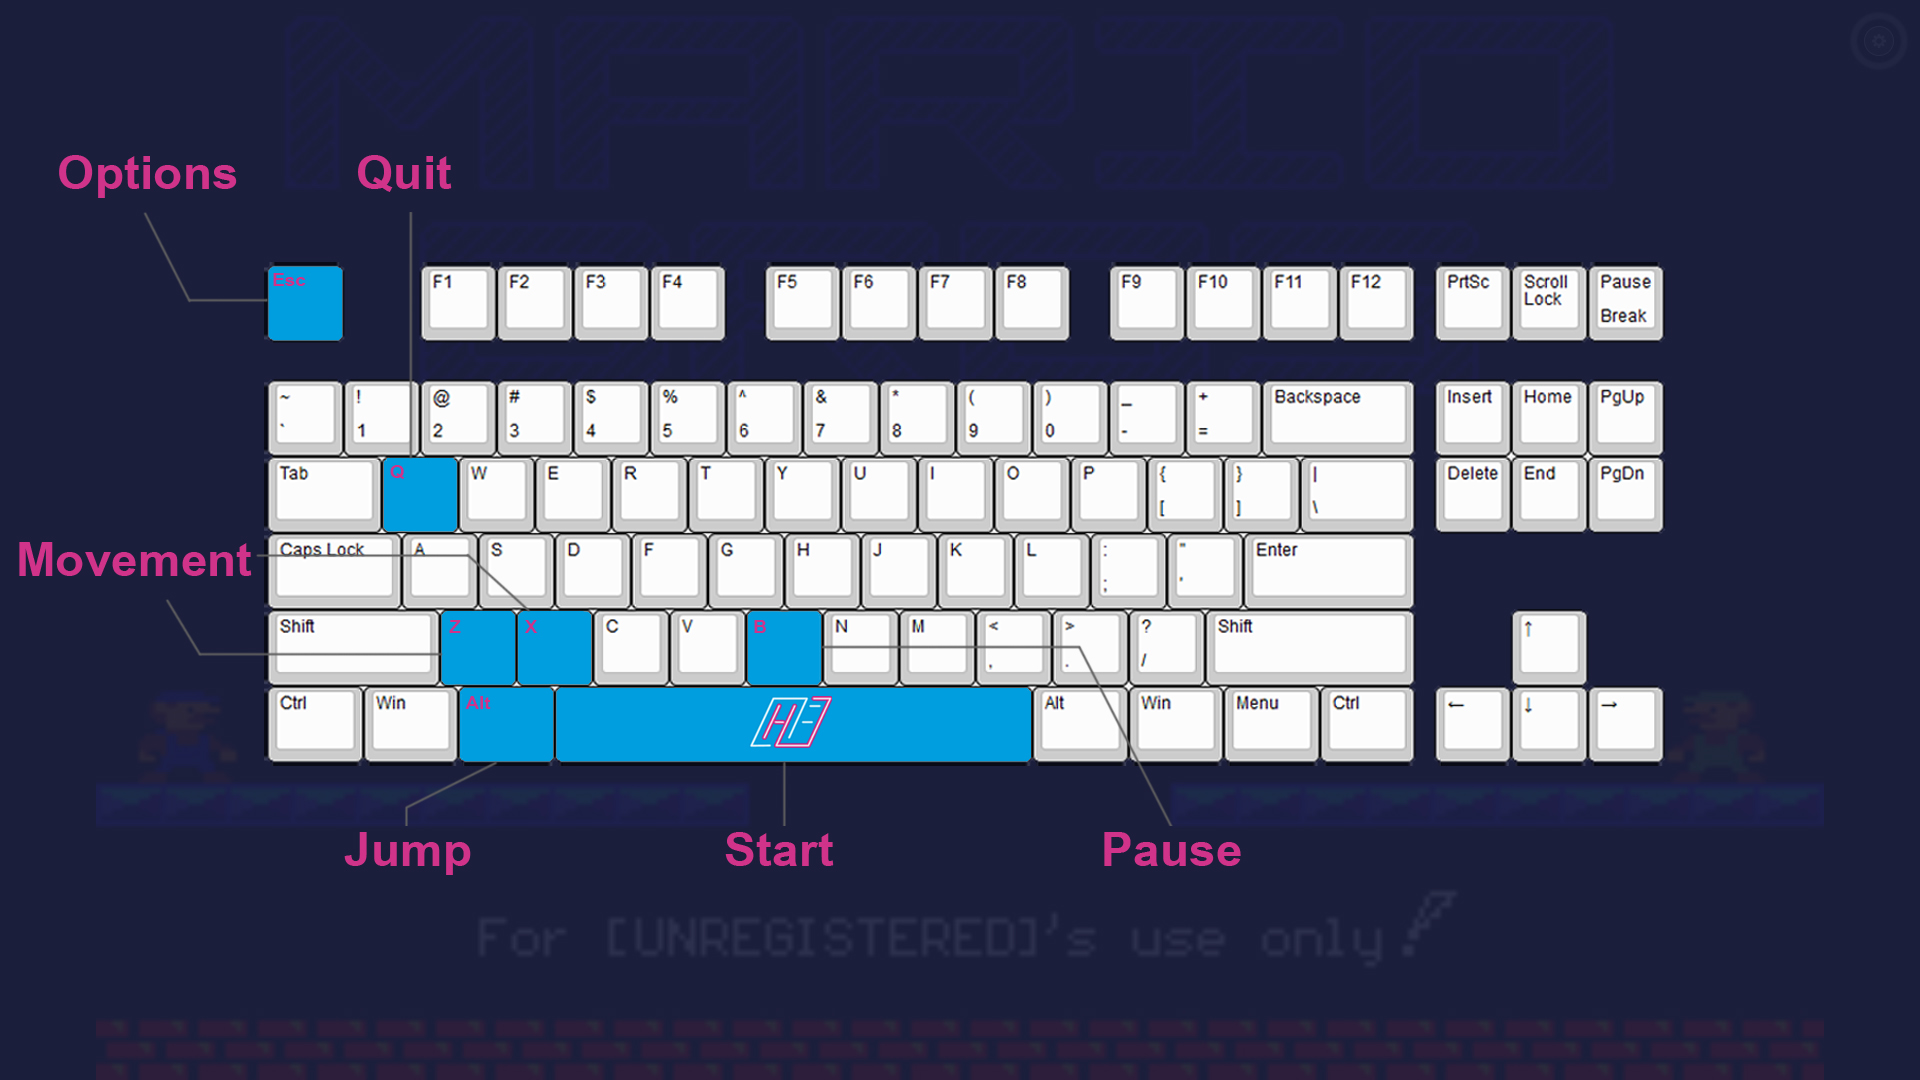 MARIO
Options Quit
Esc F1 F2 F3 F4 F5 F6 F7 F8 F9 F10 F11 F12 PrtSc Scroll Lock Pause Break
~ ` ! 1 @ 2 # 3 $ 4 % 5 ^ 6 & 7 * 8 ( 9 ) 0 _ - + = Backspace Insert Home PgUp
Tab Q W E R T Y U I O P { [ } ] | \ Delete End PgDn
Movement Caps Lock A S D F G H J K L : ; " ' Enter
Shift Z X C V B N M < , > . ? / Shift ↑
Ctrl Win Alt Alt Win Menu Ctrl ← ↓ →
Jump Start Pause
For [UNREGISTERED]'s use only!